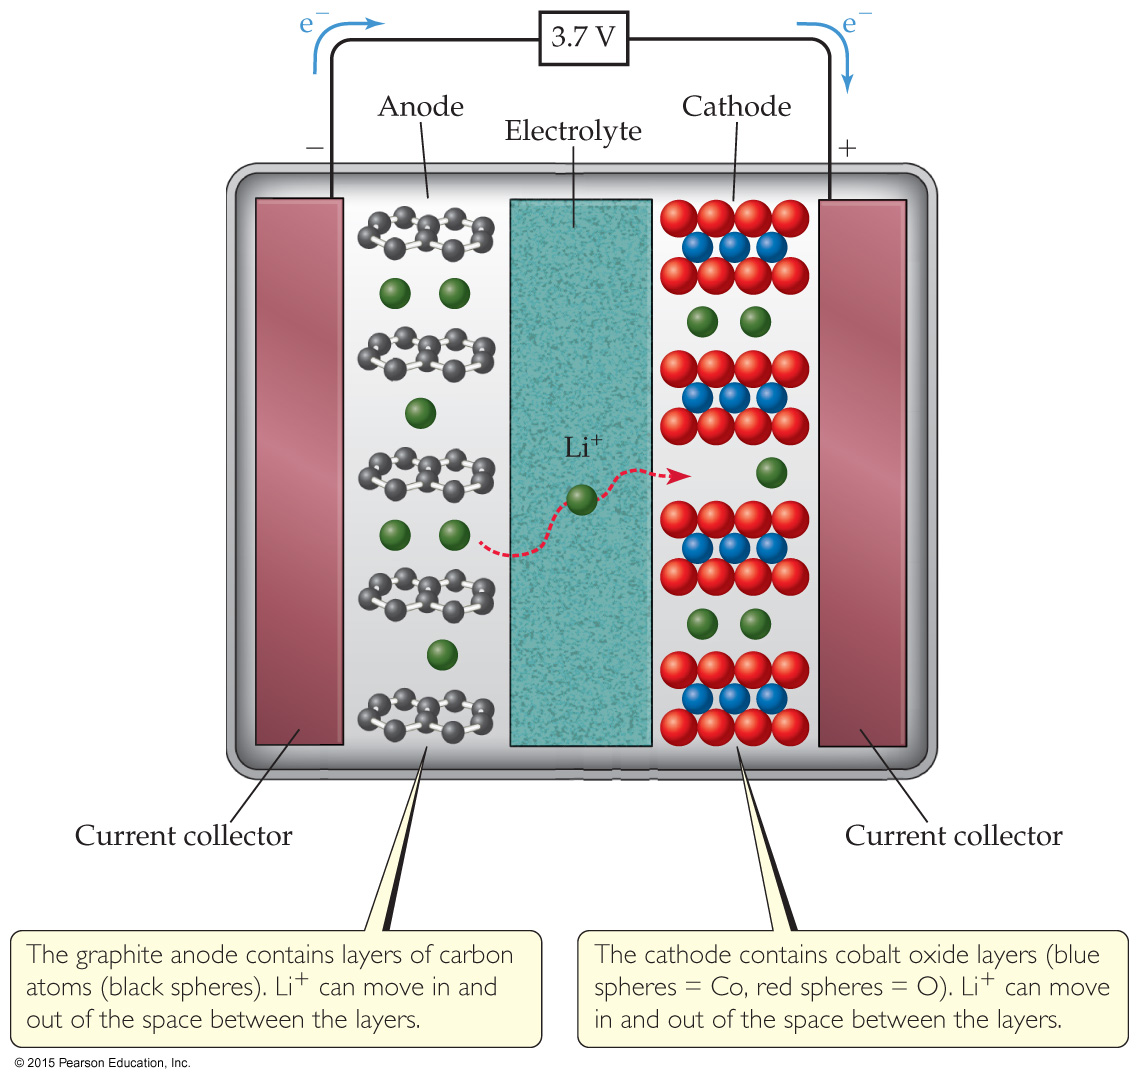 e⁻
3.7 V
e⁻
Anode
Cathode
Electrolyte
−
+
Li⁺
Current collector
Current collector
The graphite anode contains layers of carbon
atoms (black spheres). Li⁺ can move in and
out of the space between the layers.
The cathode contains cobalt oxide layers (blue
spheres = Co, red spheres = O). Li⁺ can move
in and out of the space between the layers.
© 2015 Pearson Education, Inc.